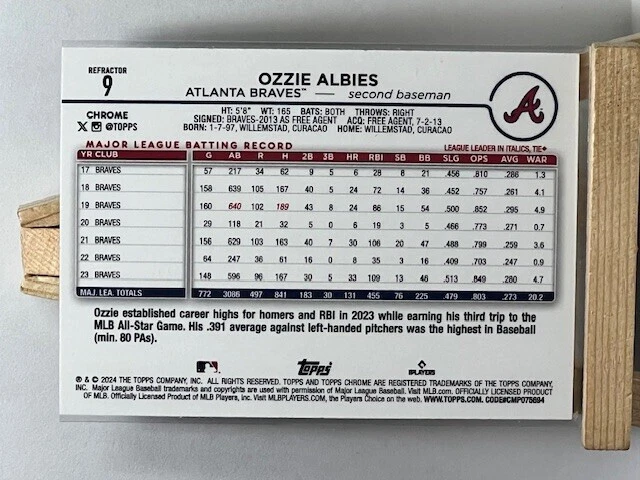 REFRACTOR
9
OZZIE ALBIES
ATLANTA BRAVES™ — second baseman
A
CHROME
X @TOPPS
HT: 5'8" WT: 165 BATS: BOTH THROWS: RIGHT
SIGNED: BRAVES-2013 AS FREE AGENT ACQ: FREE AGENT, 7-2-13
BORN: 1-7-97, WILLEMSTAD, CURACAO HOME: WILLEMSTAD, CURACAO
MAJOR LEAGUE BATTING RECORD LEAGUE LEADER IN ITALICS, TIE♦
YR CLUB G AB R H 2B 3B HR RBI SB BB SLG OPS AVG WAR
17 BRAVES 57 217 34 62 9 5 6 28 8 21 .456 .810 .286 1.3
18 BRAVES 158 639 105 167 40 5 24 72 14 36 .452 .757 .261 4.1
19 BRAVES 160 640 102 189 43 8 24 86 15 54 .500 .852 .295 4.9
20 BRAVES 29 118 21 32 5 0 6 19 3 5 .466 .773 .271 0.7
21 BRAVES 156 629 103 163 40 7 30 106 20 47 .488 .799 .259 3.6
22 BRAVES 64 247 36 61 16 0 8 35 3 16 .409 .703 .247 0.9
23 BRAVES 148 596 96 167 30 5 33 109 13 46 .513 .849 .280 4.7
MAJ. LEA. TOTALS 772 3086 497 841 183 30 131 455 76 225 .479 .803 .273 20.2
Ozzie established career highs for homers and RBI in 2023 while earning his third trip to the
MLB All-Star Game. His .391 average against left-handed pitchers was the highest in Baseball
(min. 80 PAs).
topps
PLAYERS
® & © 2024 THE TOPPS COMPANY, INC. ALL RIGHTS RESERVED. TOPPS AND TOPPS CHROME ARE REGISTERED TRADEMARKS OF THE TOPPS COMPANY,
INC. Major League Baseball trademarks and copyrights are used with permission of Major League Baseball. Visit MLB.com. OFFICIALLY LICENSED PRODUCT
OF MLB. Officially Licensed Product of MLB Players, Inc. Visit MLBPLAYERS.COM, the Players Choice on the web. WWW.TOPPS.COM. CODE#CMP075694